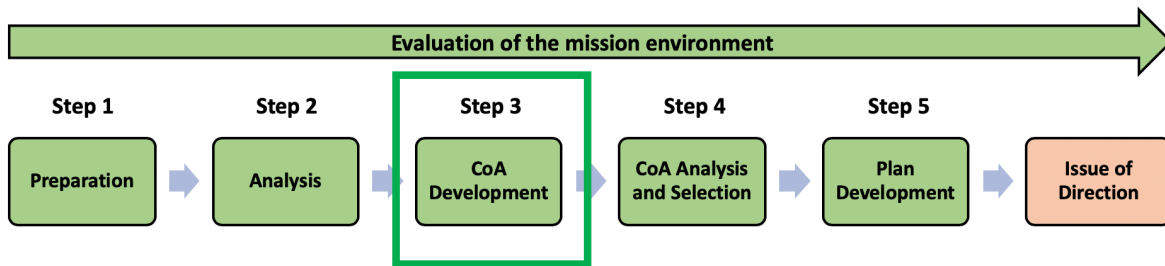 Evaluation of the mission environment
Step 1
Step 2
Step 3
Step 4
Step 5
Preparation
Analysis
CoA
Development
CoA Analysis
and Selection
Plan
Development
Issue of
Direction